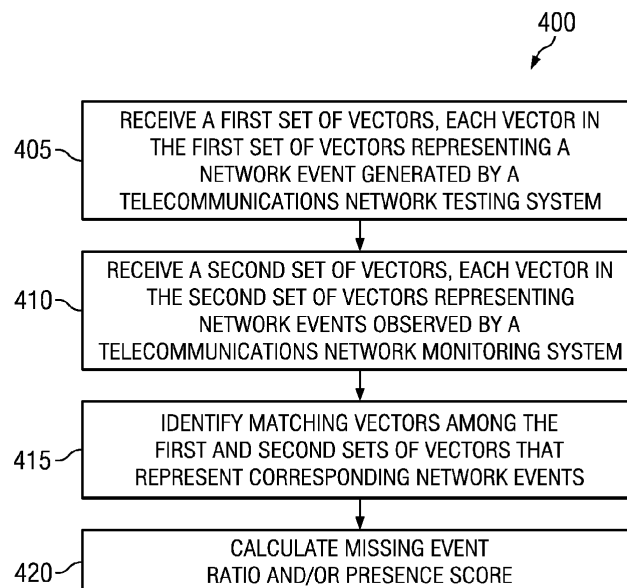 400
405
RECEIVE A FIRST SET OF VECTORS, EACH VECTOR IN
THE FIRST SET OF VECTORS REPRESENTING A
NETWORK EVENT GENERATED BY A
TELECOMMUNICATIONS NETWORK TESTING SYSTEM
410
RECEIVE A SECOND SET OF VECTORS, EACH VECTOR IN
THE SECOND SET OF VECTORS REPRESENTING
NETWORK EVENTS OBSERVED BY A
TELECOMMUNICATIONS NETWORK MONITORING SYSTEM
415
IDENTIFY MATCHING VECTORS AMONG THE
FIRST AND SECOND SETS OF VECTORS THAT
REPRESENT CORRESPONDING NETWORK EVENTS
420
CALCULATE MISSING EVENT
RATIO AND/OR PRESENCE SCORE